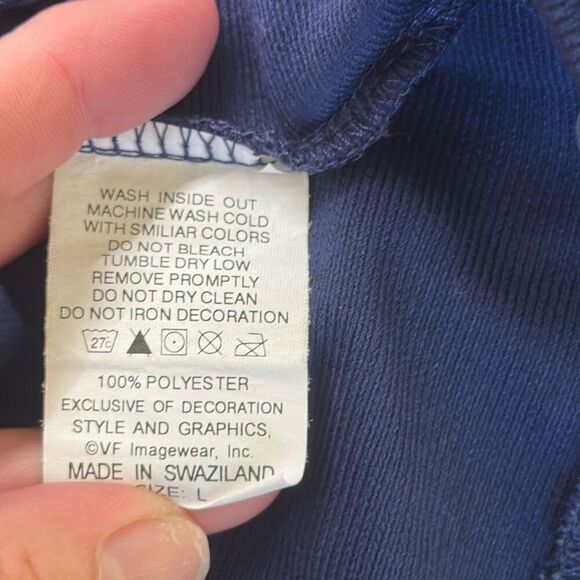 WASH INSIDE OUT
MACHINE WASH COLD
WITH SMILIAR COLORS
DO NOT BLEACH
TUMBLE DRY LOW
REMOVE PROMPTLY
DO NOT DRY CLEAN
DO NOT IRON DECORATION
27c
100% POLYESTER
EXCLUSIVE OF DECORATION
STYLE AND GRAPHICS,
©VF Imagewear, Inc.
MADE IN SWAZILAND
SIZE: L